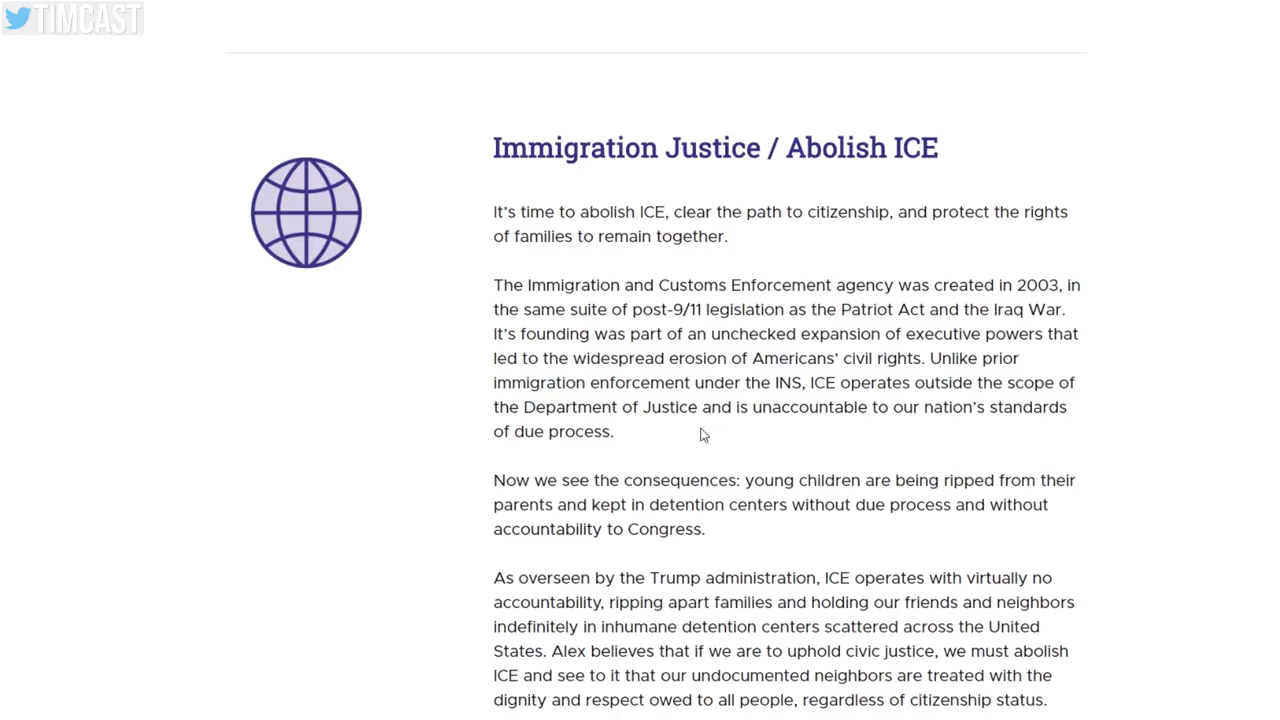 TIMCAST
Immigration Justice / Abolish ICE
It's time to abolish ICE, clear the path to citizenship, and protect the rights
of families to remain together.
The Immigration and Customs Enforcement agency was created in 2003, in
the same suite of post-9/11 legislation as the Patriot Act and the Iraq War.
It's founding was part of an unchecked expansion of executive powers that
led to the widespread erosion of Americans' civil rights. Unlike prior
immigration enforcement under the INS, ICE operates outside the scope of
the Department of Justice and is unaccountable to our nation's standards
of due process.
Now we see the consequences: young children are being ripped from their
parents and kept in detention centers without due process and without
accountability to Congress.
As overseen by the Trump administration, ICE operates with virtually no
accountability, ripping apart families and holding our friends and neighbors
indefinitely in inhumane detention centers scattered across the United
States. Alex believes that if we are to uphold civic justice, we must abolish
ICE and see to it that our undocumented neighbors are treated with the
dignity and respect owed to all people, regardless of citizenship status.